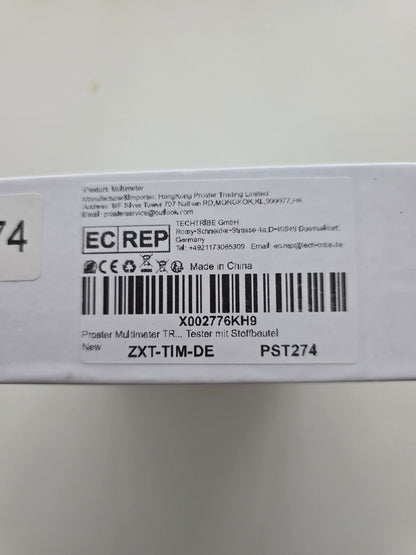 74
Product: Multimeter
Manufacturer&Importer: HongKong Proster Trading Limited
Address: 9/F Silver Tower 707 Nathan RD,MONGKOK,KL,999077,HK
Email: prosterservice@outlook.com
EC REP
TECHTRIBE GmbH
Romy-Schneider-Strasse 4a,D-40549 Duesseldorf,
Germany
Tel: +4921173065309 Email: ec-rep@tech-tribe.de
CE Made in China
X002776KH9
Proster Multimeter TR... Tester mit Stoffbeutel
New
ZXT-TIM-DE PST274